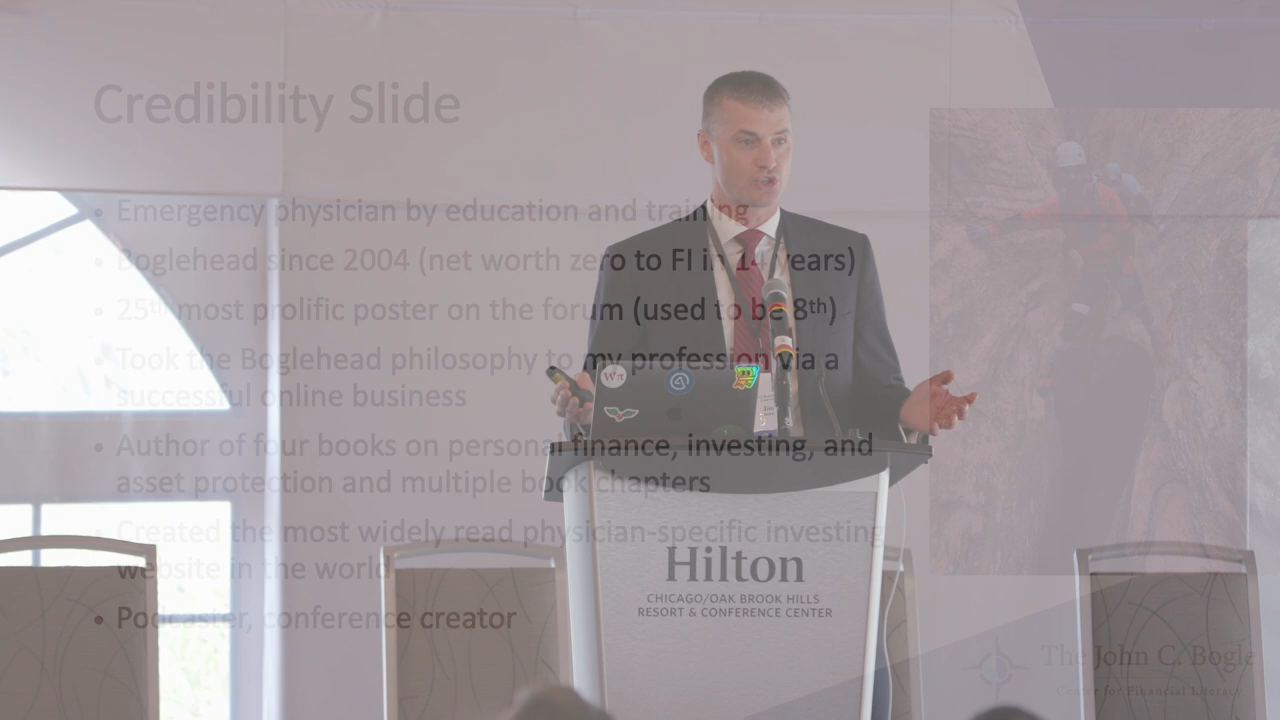 Credibility Slide
• Emergency physician by education and training
• Boglehead since 2004 (net worth zero to FI in 14 years)
• 25th most prolific poster on the forum (used to be 8th)
• Took the Boglehead philosophy to my profession via a
successful online business
• Author of four books on personal finance, investing, and
asset protection and multiple book chapters
• Created the most widely read physician-specific investing
website in the world
• Podcaster, conference creator
Wπ
Hilton
CHICAGO/OAK BROOK HILLS
RESORT & CONFERENCE CENTER
The John C. Bogle
Center for Financial Literacy